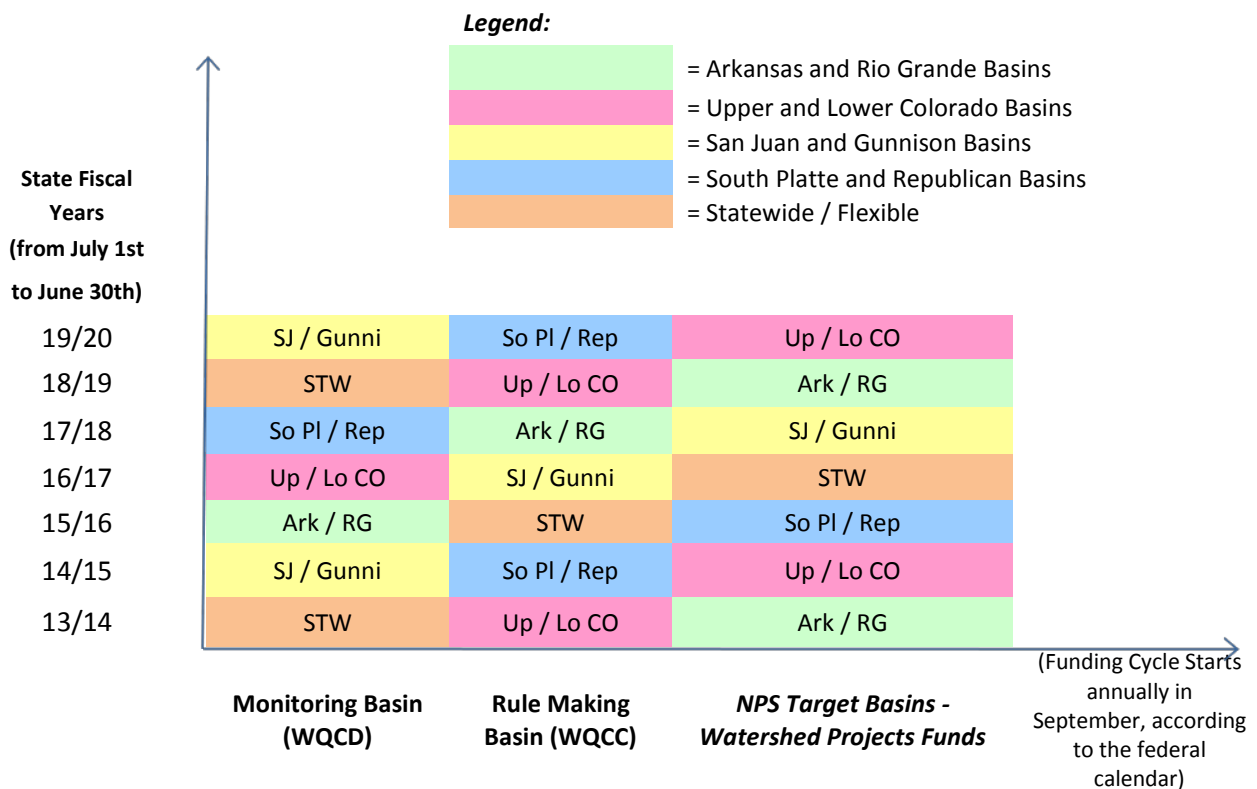 Legend:
= Arkansas and Rio Grande Basins
= Upper and Lower Colorado Basins
= San Juan and Gunnison Basins
= South Platte and Republican Basins
= Statewide / Flexible
State Fiscal
Years
(from July 1st
to June 30th)
19/20 SJ / Gunni So Pl / Rep Up / Lo CO
18/19 STW Up / Lo CO Ark / RG
17/18 So Pl / Rep Ark / RG SJ / Gunni
16/17 Up / Lo CO SJ / Gunni STW
15/16 Ark / RG STW So Pl / Rep
14/15 SJ / Gunni So Pl / Rep Up / Lo CO
13/14 STW Up / Lo CO Ark / RG
Monitoring Basin
(WQCD)
Rule Making
Basin (WQCC)
NPS Target Basins -
Watershed Projects Funds
(Funding Cycle Starts
annually in
September, according
to the federal
calendar)